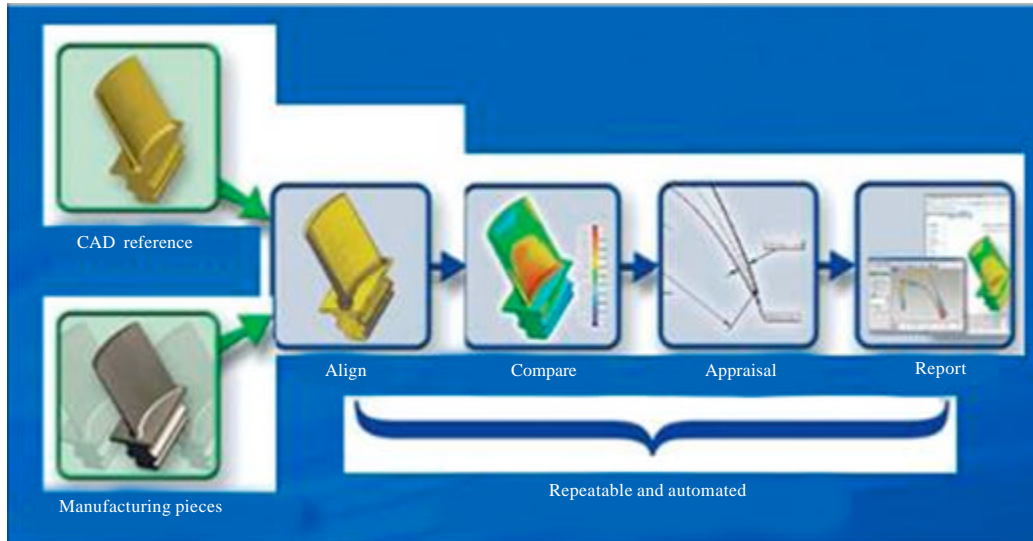 CAD reference
Manufacturing pieces
Align
Compare
Appraisal
Report
Repeatable and automated